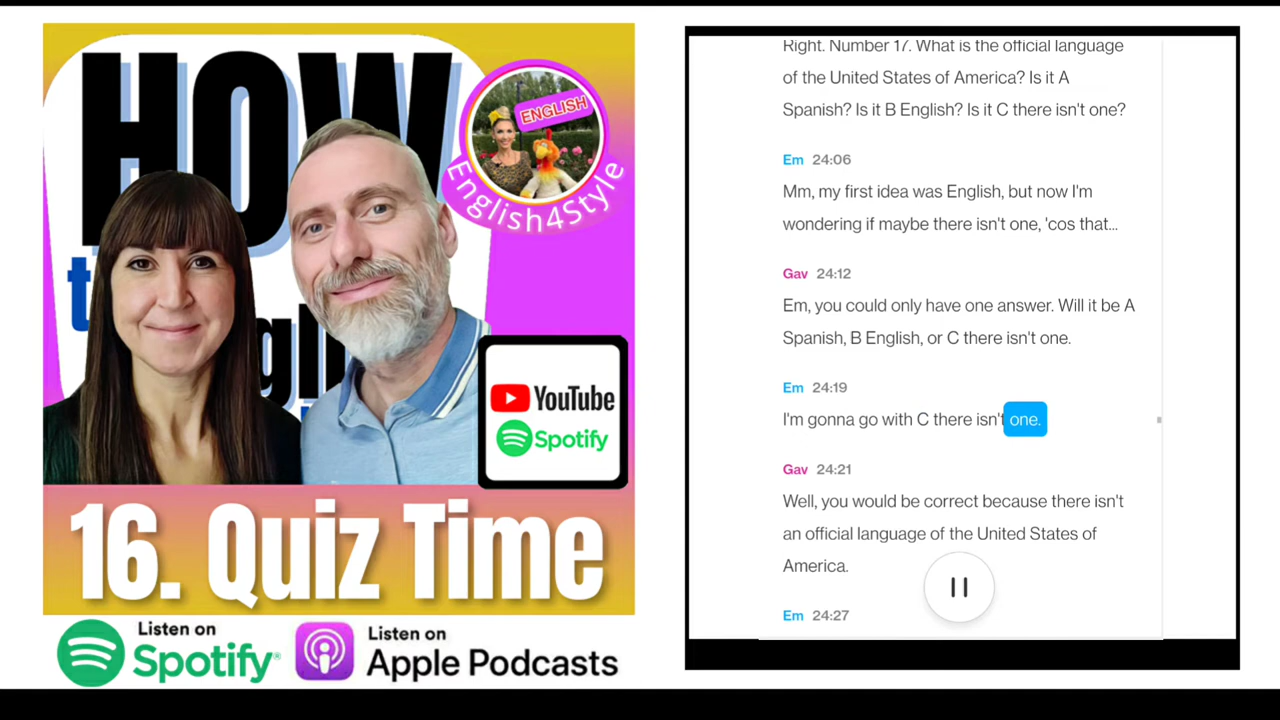 HOW
ENGLISH
English4Style
YouTube
Spotify
16. Quiz Time
Listen on
Spotify
Listen on
Apple Podcasts
Right. Number 17. What is the official language
of the United States of America? Is it A
Spanish? Is it B English? Is it C there isn't one?
Em 24:06
Mm, my first idea was English, but now I'm
wondering if maybe there isn't one, 'cos that...
Gav 24:12
Em, you could only have one answer. Will it be A
Spanish, B English, or C there isn't one.
Em 24:19
I'm gonna go with C there isn't one.
Gav 24:21
Well, you would be correct because there isn't
an official language of the United States of
America.
Em 24:27